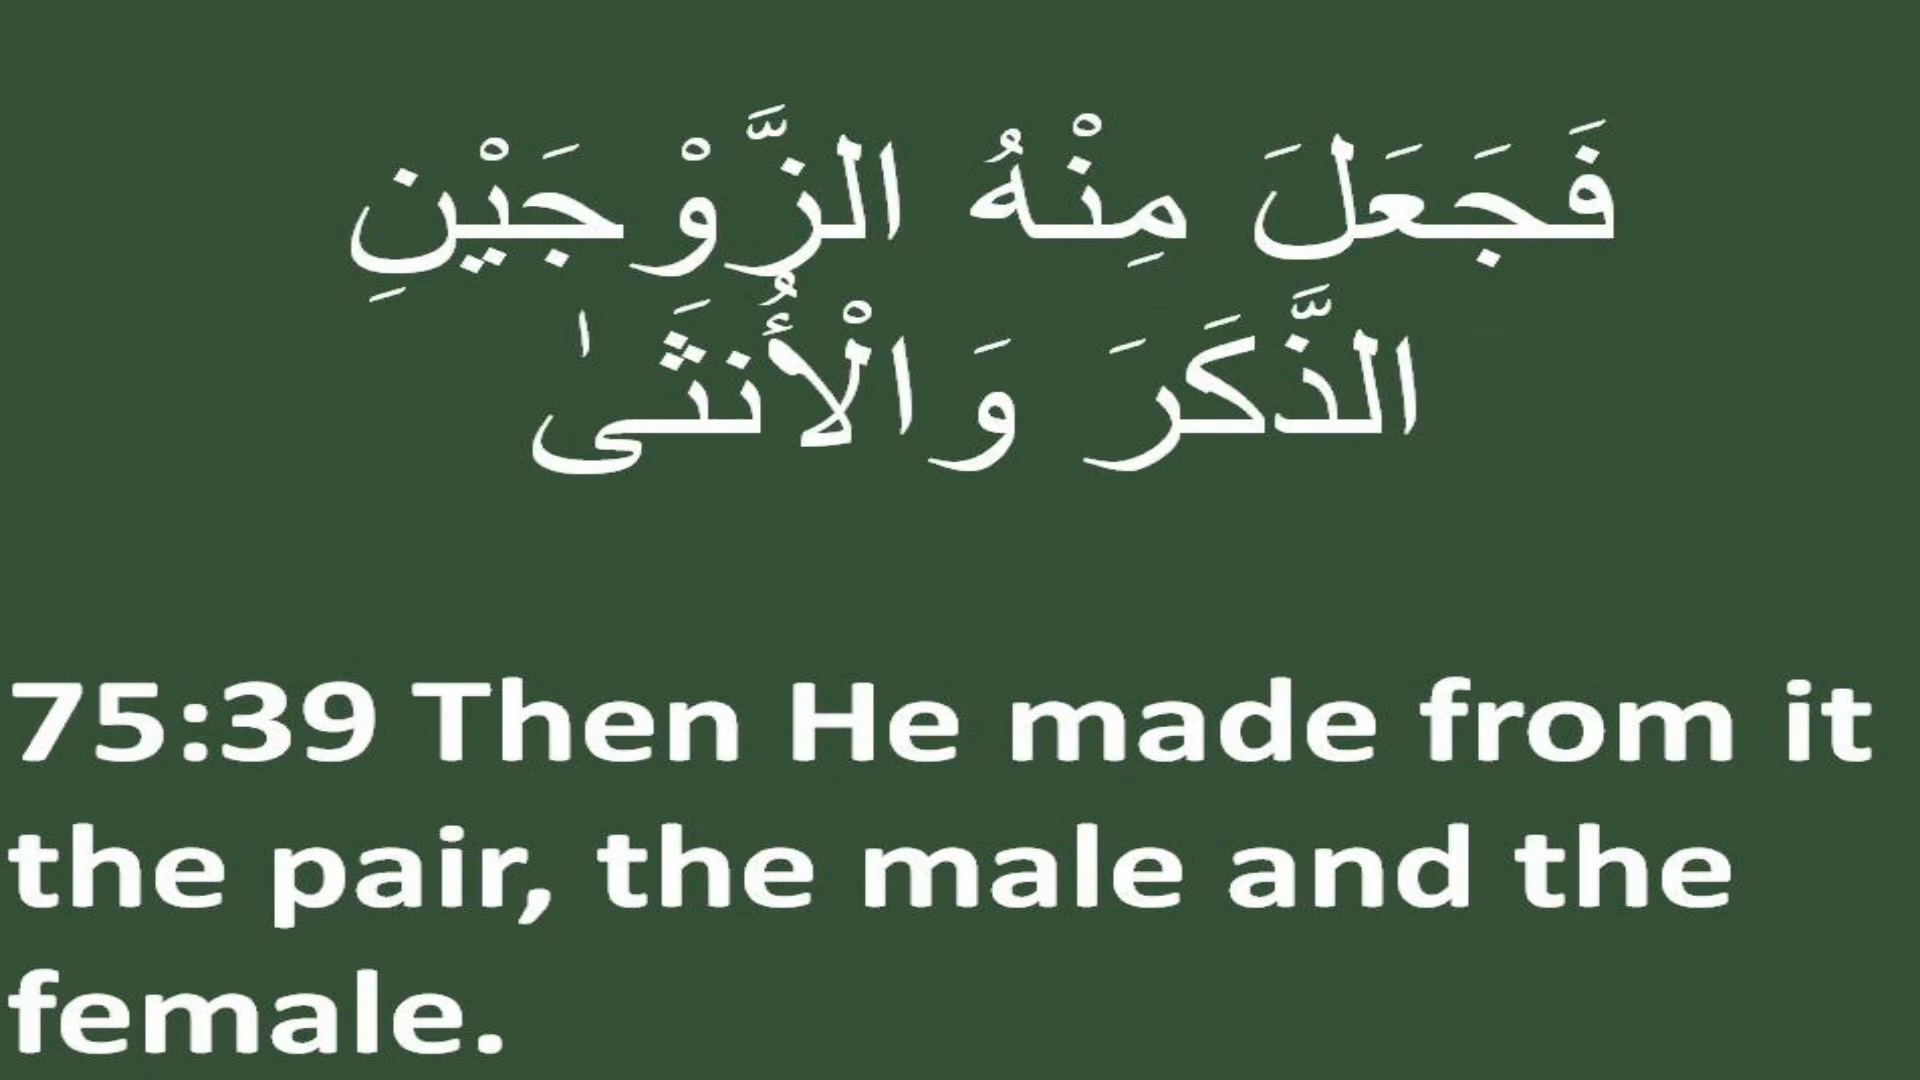 فَجَعَلَ مِنْهُ الزَّوْجَيْنِ
الذَّكَرَ وَالْأُنثَىٰ
75:39 Then He made from it
the pair, the male and the
female.